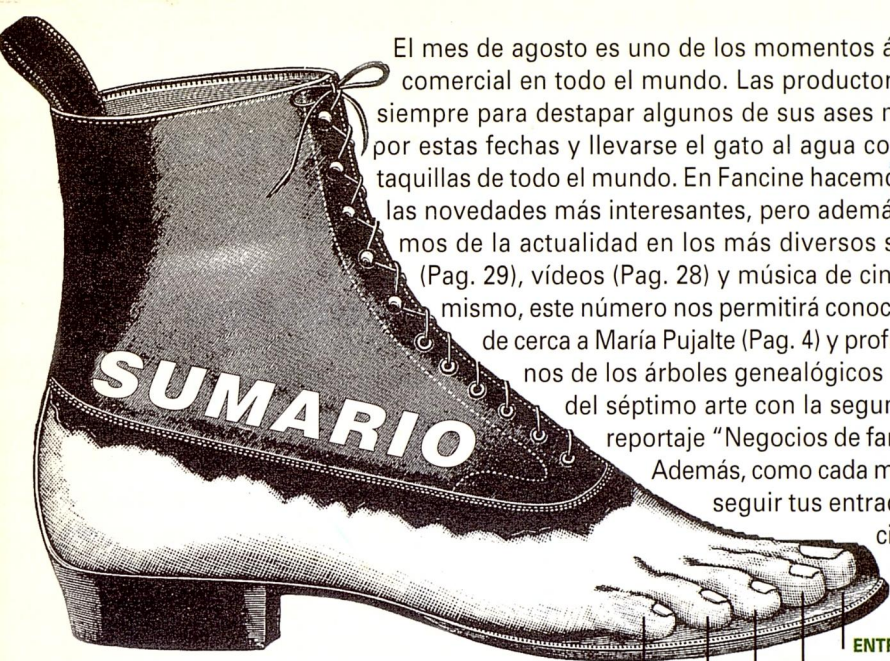 El mes de agosto es uno de los momentos á
comercial en todo el mundo. Las productor
siempre para destapar algunos de sus ases
por estas fechas y llevarse el gato al agua co
taquillas de todo el mundo. En Fancine hacemo
las novedades más interesantes, pero ademá
mos de la actualidad en los más diversos s
(Pag. 29), vídeos (Pag. 28) y música de cin
mismo, este número nos permitirá conoc
de cerca a María Pujalte (Pag. 4) y prof
nos de los árboles genealógicos
del séptimo arte con la segun
reportaje “Negocios de fa
Además, como cada m
seguir tus entrad
ci
SUMARIO
ENT